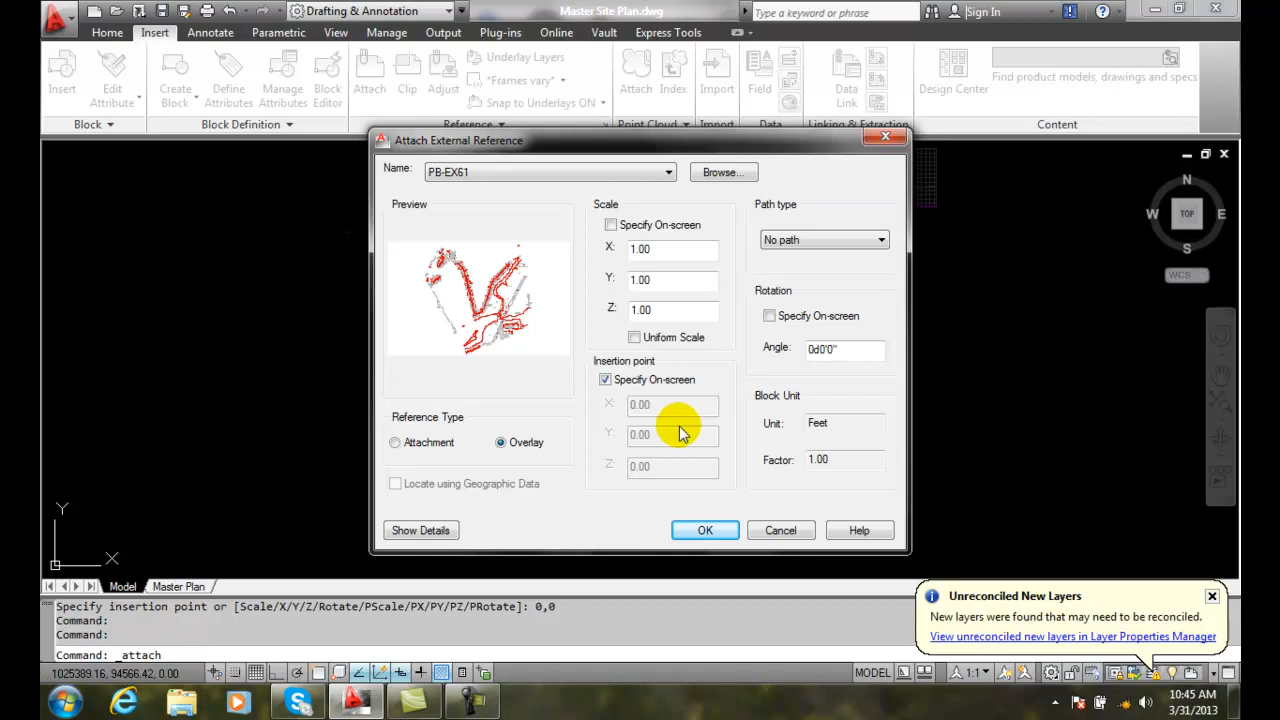 Drafting & Annotation
Master Site Plan.dwg
Type a keyword or phrase
Sign In
Home Insert Annotate Parametric View Manage Output Plug-ins Online Vault Express Tools
Insert
Edit
Attribute
Block
Create
Block
Define
Attributes
Manage
Attributes
Block
Editor
Block Definition
Attach
Clip
Adjust
Underlay Layers
*Frames vary*
Snap to Underlays ON
Reference
Attach
Index
Point Cloud
Import
Import
Field
Data
Data
Link
Linking & Extraction
Design Center
Find product models, drawings and specs
Content
Attach External Reference
Name: PB-EX61 Browse...
Preview
Scale
Specify On-screen
X: 1.00
Y: 1.00
Z: 1.00
Uniform Scale
Path type
No path
Rotation
Specify On-screen
Angle: 0d0'0"
Insertion point
Specify On-screen
X: 0.00
Y: 0.00
Z: 0.00
Block Unit
Unit: Feet
Factor: 1.00
Reference Type
Attachment Overlay
Locate using Geographic Data
Show Details OK Cancel Help
N
W TOP E
S
WCS
Y
X
Model Master Plan
Specify insertion point or [Scale/X/Y/Z/Rotate/PScale/PX/PY/PZ/PRotate]: 0,0
Command:
Command:
Command: _attach
Unreconciled New Layers
New layers were found that may need to be reconciled.
View unreconciled new layers in Layer Properties Manager
1025389.16, 94566.42, 0.00
MODEL
1:1
10:45 AM
3/31/2013